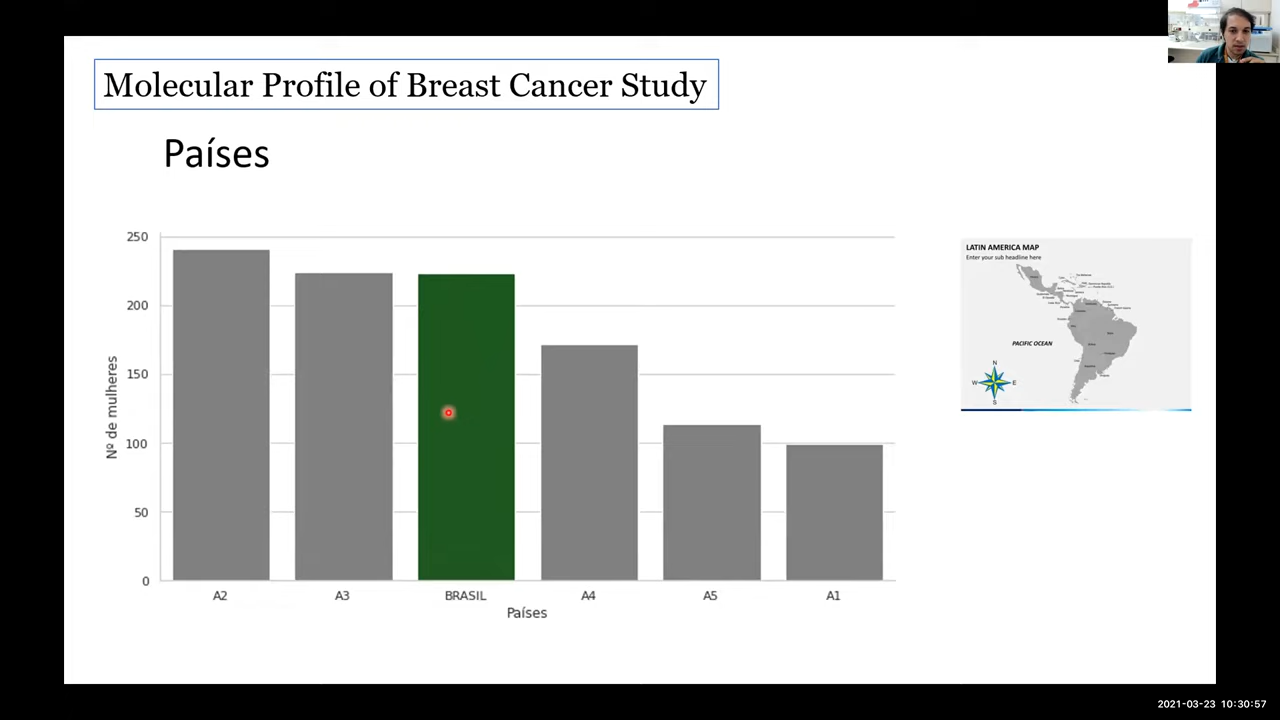 Molecular Profile of Breast Cancer Study
Países
250
200
150
100
50
0
Nº de mulheres
A2
A3
BRASIL
A4
A5
A1
Países
LATIN AMERICA MAP
Enter your sub headline here
PACIFIC OCEAN
N
W
E
S
2021-03-23 10:30:57